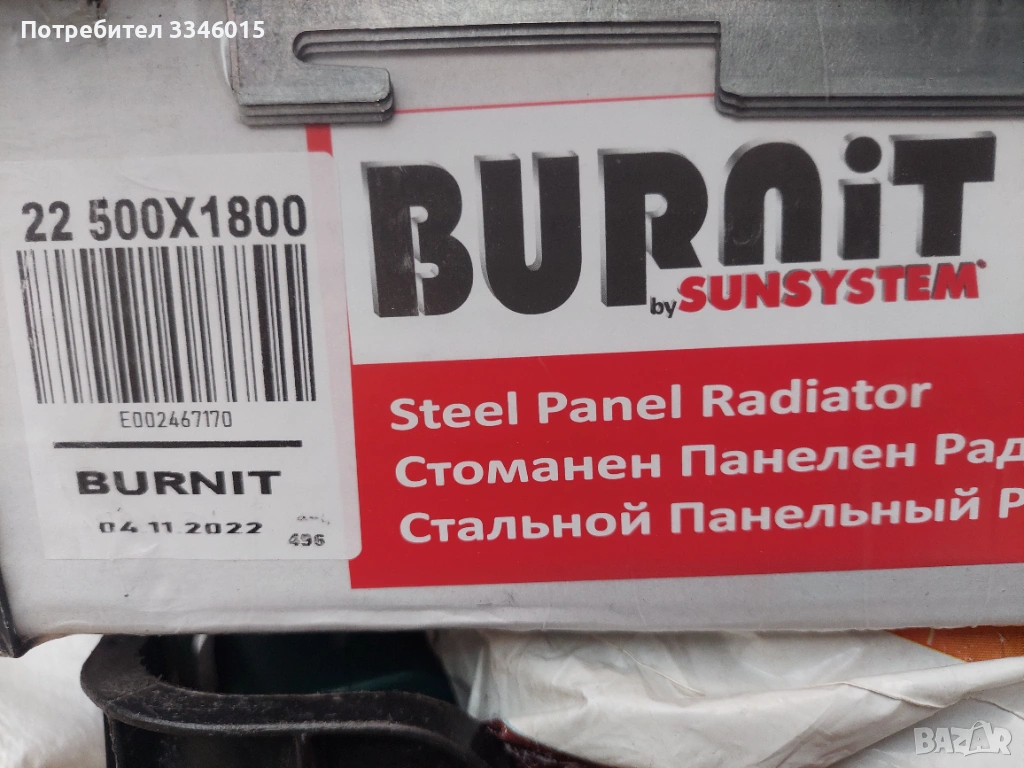 Потребител 3346015
22 500X1800
E002467170
BURNIT
04.11.2022
496
BURNiT
by SUNSYSTEM
Steel Panel Radiator
Стоманен Панелен
Стальной Панельный
BAZAR